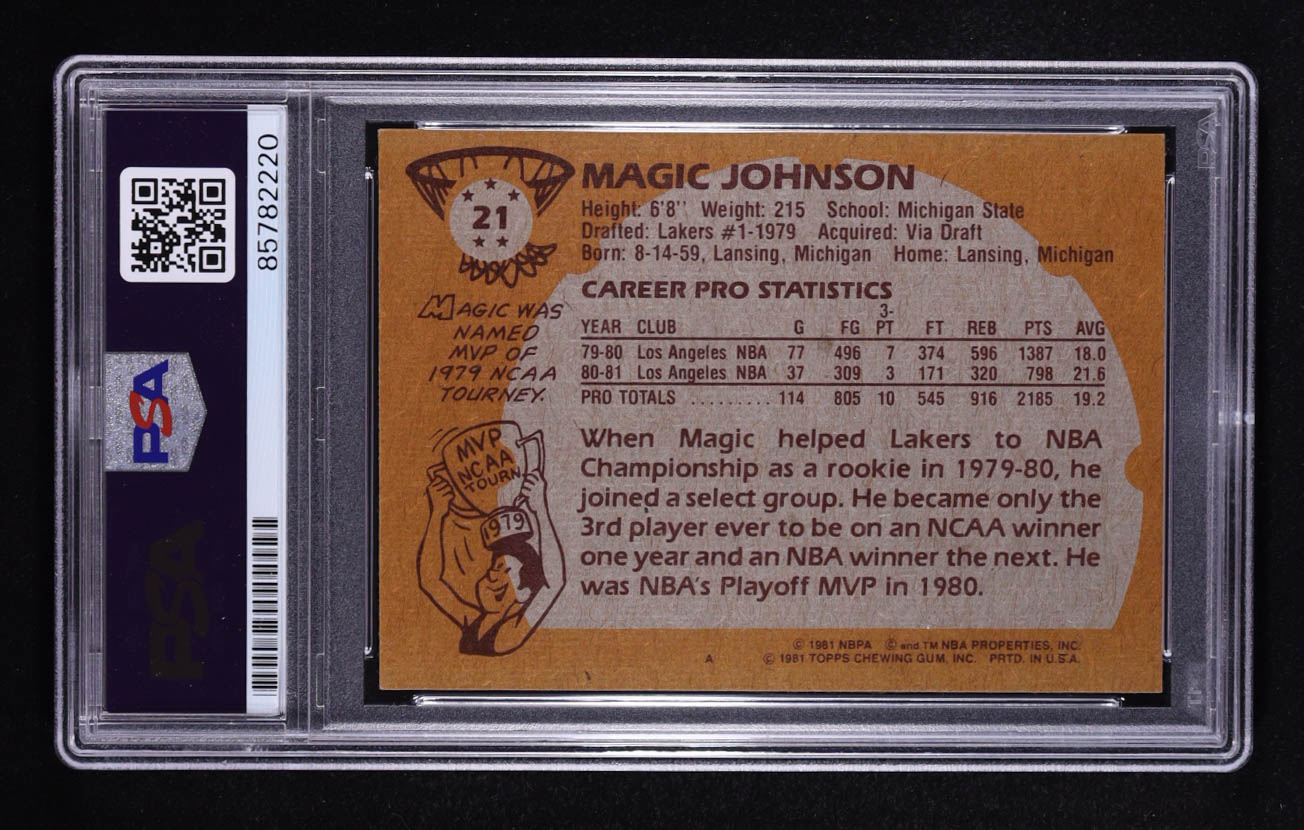 85782220
PSA
PSA
21
MAGIC JOHNSON
Height: 6'8'' Weight: 215 School: Michigan State
Drafted: Lakers #1-1979 Acquired: Via Draft
Born: 8-14-59, Lansing, Michigan Home: Lansing, Michigan
MAGIC WAS
NAMED
MVP OF
1979 NCAA
TOURNEY.
MVP
NCAA
TOURN
1979
CAREER PRO STATISTICS
YEAR CLUB G FG 3-PT FT REB PTS AVG
79-80 Los Angeles NBA 77 496 7 374 596 1387 18.0
80-81 Los Angeles NBA 37 309 3 171 320 798 21.6
PRO TOTALS ......... 114 805 10 545 916 2185 19.2
When Magic helped Lakers to NBA
Championship as a rookie in 1979-80, he
joined a select group. He became only the
3rd player ever to be on an NCAA winner
one year and an NBA winner the next. He
was NBA's Playoff MVP in 1980.
© 1981 NBPA © and TM NBA PROPERTIES, INC.
A © 1981 TOPPS CHEWING GUM, INC. PRTD. IN U.S.A.
PSA